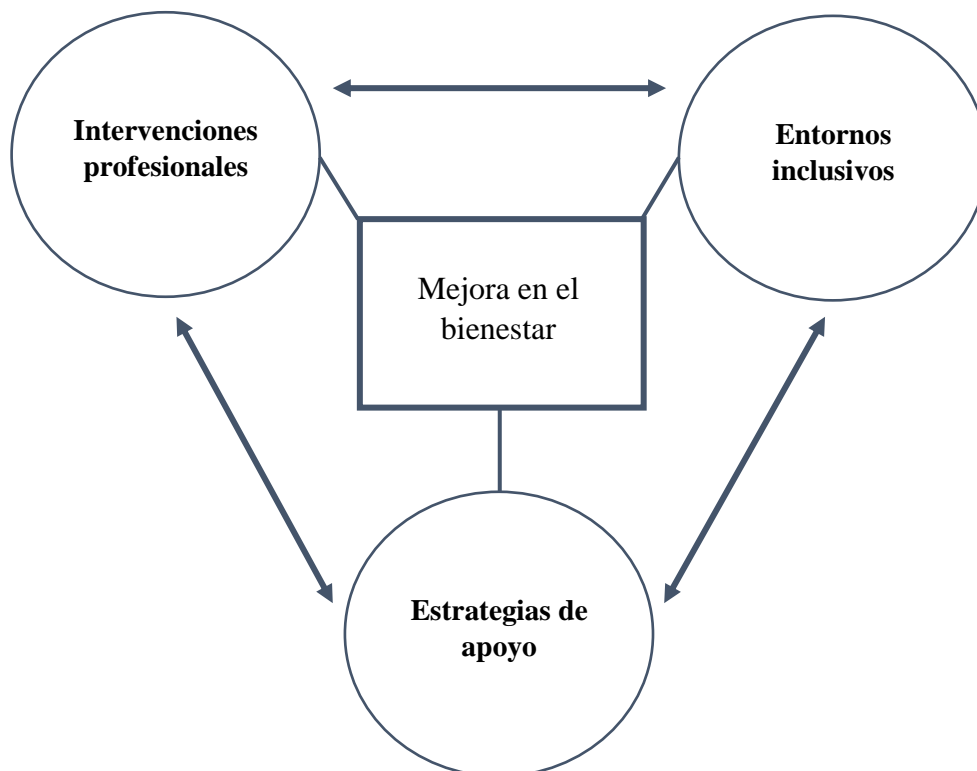 Intervenciones
profesionales
Entornos
inclusivos
Mejora en el
bienestar
Estrategias de
apoyo